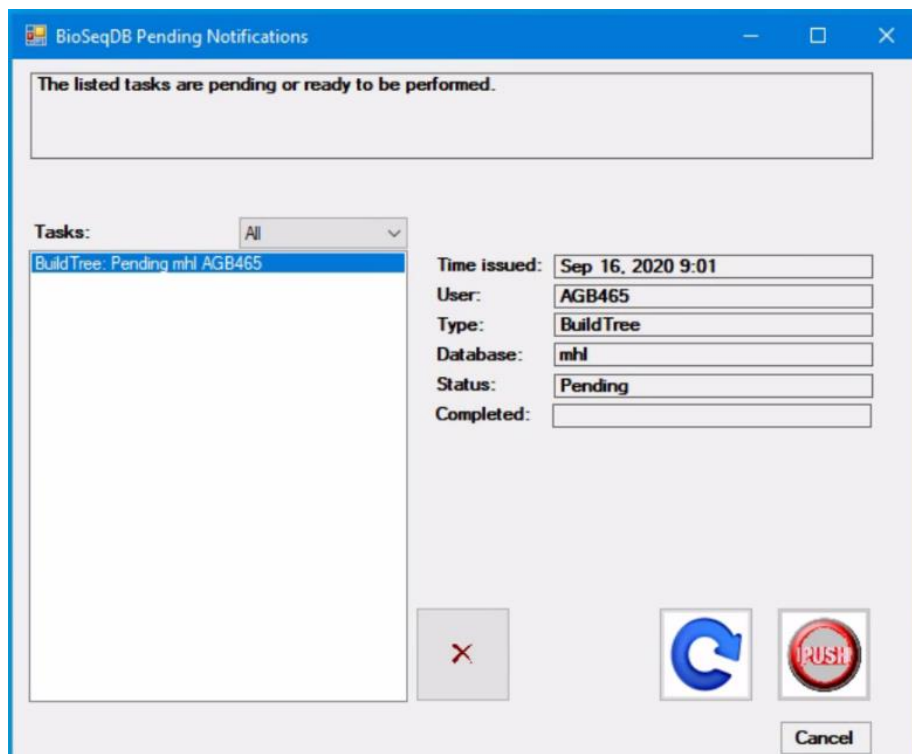 BioSeqDB Pending Notifications
The listed tasks are pending or ready to be performed.
Tasks: All
BuildTree: Pending mhl AGB465
Time issued: Sep 16, 2020 9:01
User: AGB465
Type: BuildTree
Database: mhl
Status: Pending
Completed:
PUSH
Cancel